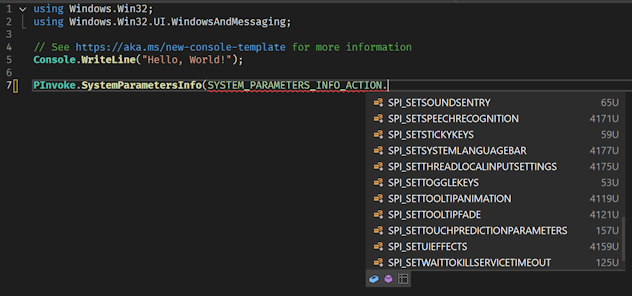 1 using Windows.Win32;
2 using Windows.Win32.UI.WindowsAndMessaging;
3
4 // See https://aka.ms/new-console-template for more information
5 Console.WriteLine("Hello, World!");
6
7 PInvoke.SystemParametersInfo(SYSTEM_PARAMETERS_INFO_ACTION.
SPI_SETSOUNDSENTRY 65U
SPI_SETSPEECHRECOGNITION 4171U
SPI_SETSTICKYKEYS 59U
SPI_SETSYSTEMLANGUAGEBAR 4177U
SPI_SETTHREADLOCALINPUTSETTINGS 4175U
SPI_SETTOGGLEKEYS 53U
SPI_SETTOOLTIPANIMATION 4119U
SPI_SETTOOLTIPFADE 4121U
SPI_SETTOUCHPREDICTIONPARAMETERS 157U
SPI_SETUIEFFECTS 4159U
SPI_SETWAITTOKILLSERVICETIMEOUT 125U